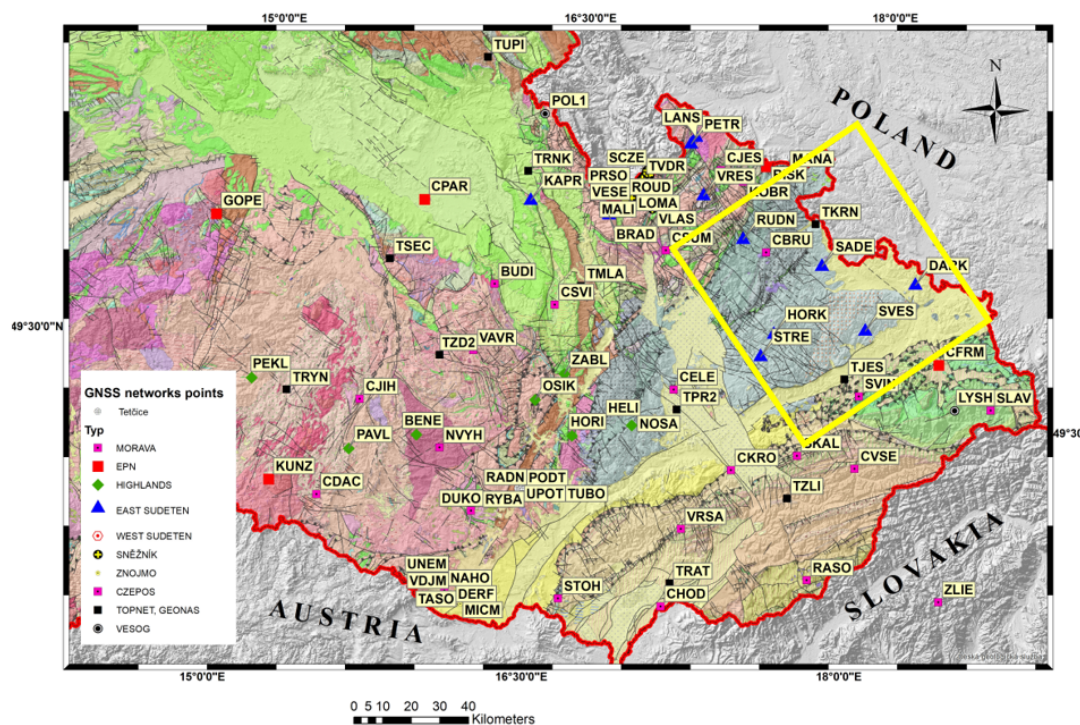 15°0'0"E 16°30'0"E 18°0'0"E
TUPI
N
POL1
POLAND
LANS
PETR
SCZE
TVDR
CJES
MANA
TRNK
PRSO
VRES
RISK
KAPR
VESE
ROUD
KOBR
CPAR
LOMA
GOPE
MALI
VLAS
RUDN
TKRN
BRAD
CSUM
CBRU
SADE
TSEC
BUDI
TMLA
DARK
CSVI
49°30'0"N
HORK
SVES
TZD2
VAVR
STRE
PEKL
ZABL
CFRM
TRYN
CJIH
OSIK
CELE
TJES
SVIN
GNSS networks points
TPR2
LYSH
SLAV
Tetčice
BENE
HORI
HELI
NOSA
Typ
PAVL
NVYH
49°30'0"N
MORAVA
SKAL
EPN
KUNZ
CKRO
CVSE
HIGHLANDS
CDAC
RADN
PODT
TZLI
EAST SUDETEN
DUKO
RYBA
UPOT
TUBO
WEST SUDETEN
VRSA
SNĚŽNÍK
ZNOJMO
UNEM
CZEPOS
VDJM
NAHO
TRAT
RASO
SLOVAKIA
TOPNET, GEONAS
TASO
DERF
STOH
CHOD
ZLIE
VESOG
MICM
AUSTRIA
15°0'0"E 16°30'0"E 18°0'0"E
0 5 10 20 30 40
Kilometers